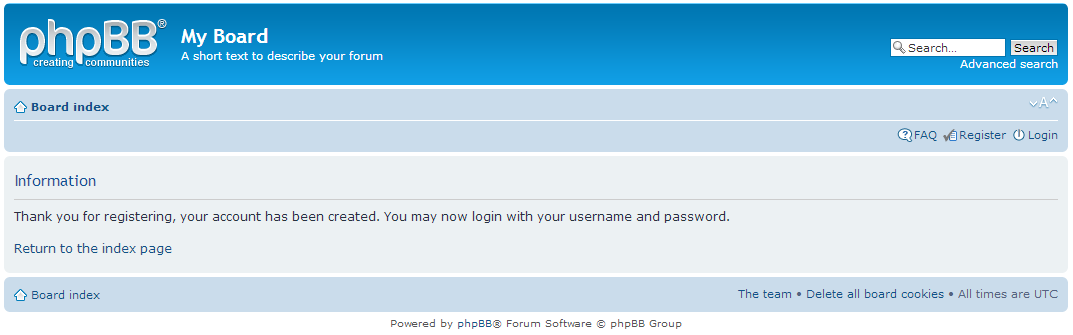 phpBB®
creating communities
My Board
A short text to describe your forum
Search...
Search
Advanced search
Board index
A
FAQ Register Login
Information
Thank you for registering, your account has been created. You may now login with your username and password.
Return to the index page
Board index
The team • Delete all board cookies • All times are UTC
Powered by phpBB® Forum Software © phpBB Group